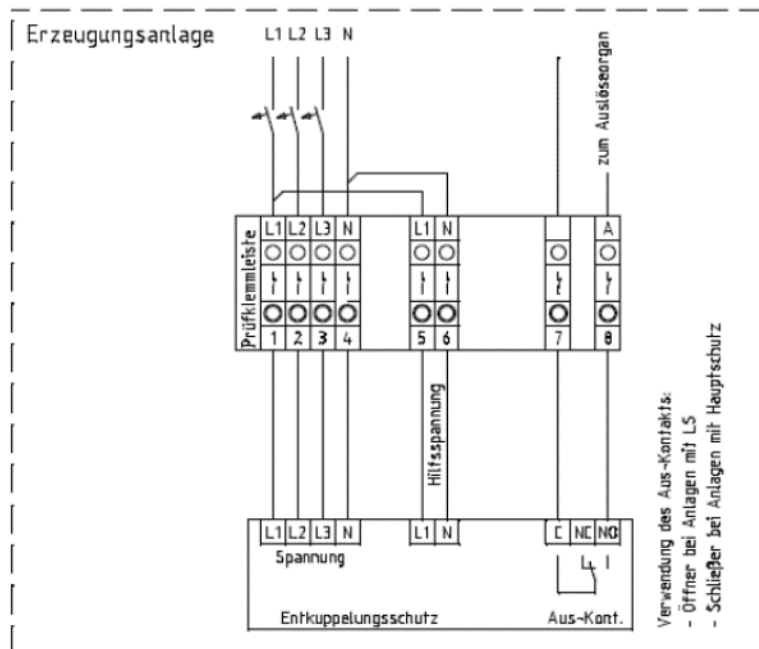 Erzeugungsanlage
L1 L2 L3 N
zum Auslöseorgan
Prüfklemmleiste
L1 L2 L3 N L1 N A
1 2 3 4 5 6 7 8
Hilfsspannung
L1 L2 L3 N L1 N C NC NO
Spannung
Entkuppelungsschutz Aus-Kont.
Verwendung des Aus-Kontakts:
- Öffner bei Anlagen mit LS
- Schließer bei Anlagen mit Hauptschutz